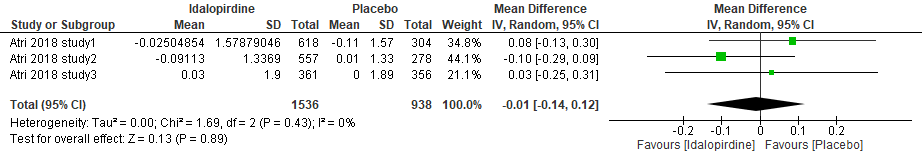 Idalopirdine Placebo Mean Difference Mean Difference
Study or Subgroup Mean SD Total Mean SD Total Weight IV, Random, 95% CI IV, Random, 95% CI
Atri 2018 study1 -0.02504854 1.57879046 618 -0.11 1.57 304 34.8% 0.08 [-0.13, 0.30]
Atri 2018 study2 -0.09113 1.3369 557 0.01 1.33 278 44.1% -0.10 [-0.29, 0.09]
Atri 2018 study3 0.03 1.9 361 0 1.89 356 21.1% 0.03 [-0.25, 0.31]
Total (95% CI) 1536 938 100.0% -0.01 [-0.14, 0.12]
Heterogeneity: Tau² = 0.00; Chi² = 1.69, df = 2 (P = 0.43); I² = 0%
Test for overall effect: Z = 0.13 (P = 0.89)
-0.2 -0.1 0 0.1 0.2
Favours [Idalopirdine] Favours [Placebo]